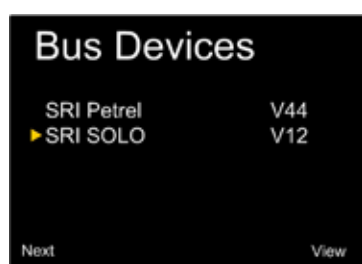 Bus Devices
SRI Petrel V44
SRI SOLO V12
Next View